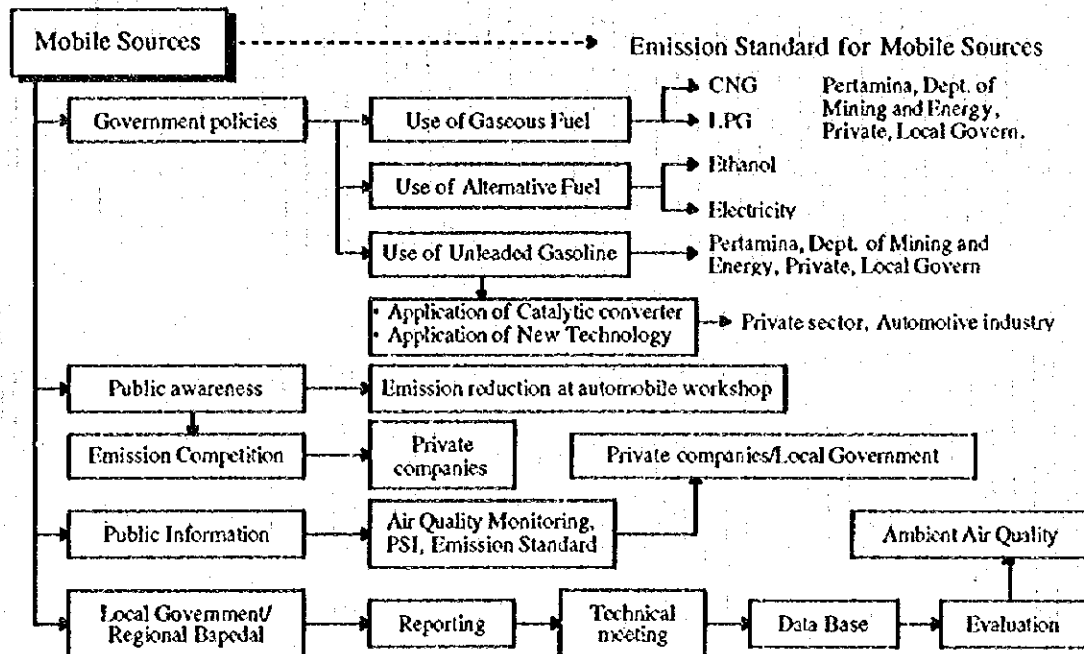 Mobile Sources
Emission Standard for Mobile Sources
Government policies
Use of Gaseous Fuel
CNG
LPG
Pertamina, Dept. of
Mining and Energy,
Private, Local Govern.
Use of Alternative Fuel
Ethanol
Electricity
Use of Unleaded Gasoline
Pertamina, Dept. of Mining and
Energy, Private, Local Govern
• Application of Catalytic converter
• Application of New Technology
Private sector, Automotive industry
Public awareness
Emission reduction at automobile workshop
Emission Competition
Private
companies
Private companies/Local Government
Public Information
Air Quality Monitoring,
PSI, Emission Standard
Ambient Air Quality
Local Government/
Regional Bapedal
Reporting
Technical
meeting
Data Base
Evaluation